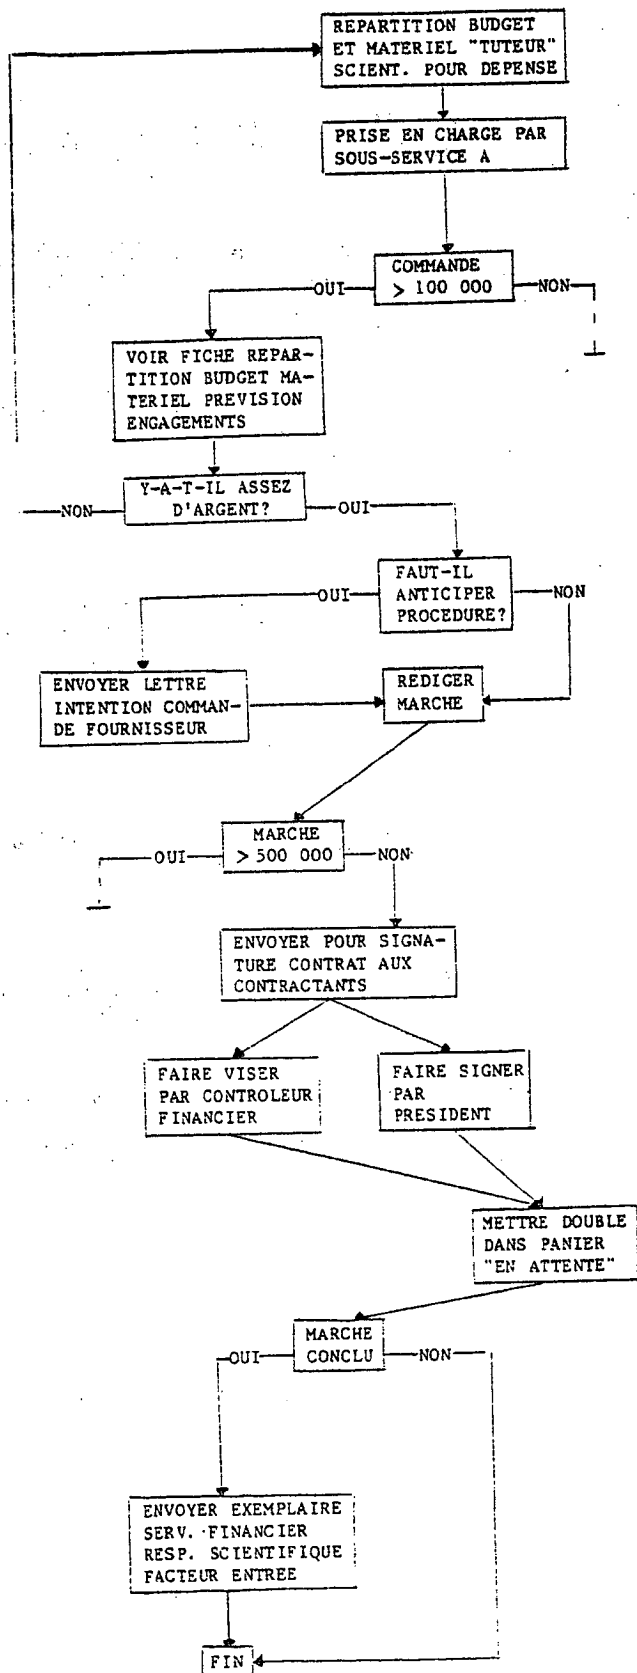 REPARTITION BUDGET
ET MATERIEL "TUTEUR"
SCIENT. POUR DEPENSE
PRISE EN CHARGE PAR
SOUS-SERVICE A
COMMANDE
> 100 000
OUI
NON
VOIR FICHE REPAR-
TITION BUDGET MA-
TERIEL PREVISION
ENGAGEMENTS
Y-A-T-IL ASSEZ
D'ARGENT?
NON
OUI
FAUT-IL
ANTICIPER
PROCEDURE?
OUI
NON
ENVOYER LETTRE
INTENTION COMMAN-
DE FOURNISSEUR
REDIGER
MARCHE
MARCHE
> 500 000
OUI
NON
ENVOYER POUR SIGNA-
TURE CONTRAT AUX
CONTRACTANTS
FAIRE VISER
PAR CONTROLEUR
FINANCIER
FAIRE SIGNER
PAR
PRESIDENT
METTRE DOUBLE
DANS PANIER
"EN ATTENTE"
MARCHE
CONCLU
OUI
NON
ENVOYER EXEMPLAIRE
SERV. FINANCIER
RESP. SCIENTIFIQUE
FACTEUR ENTREE
FIN